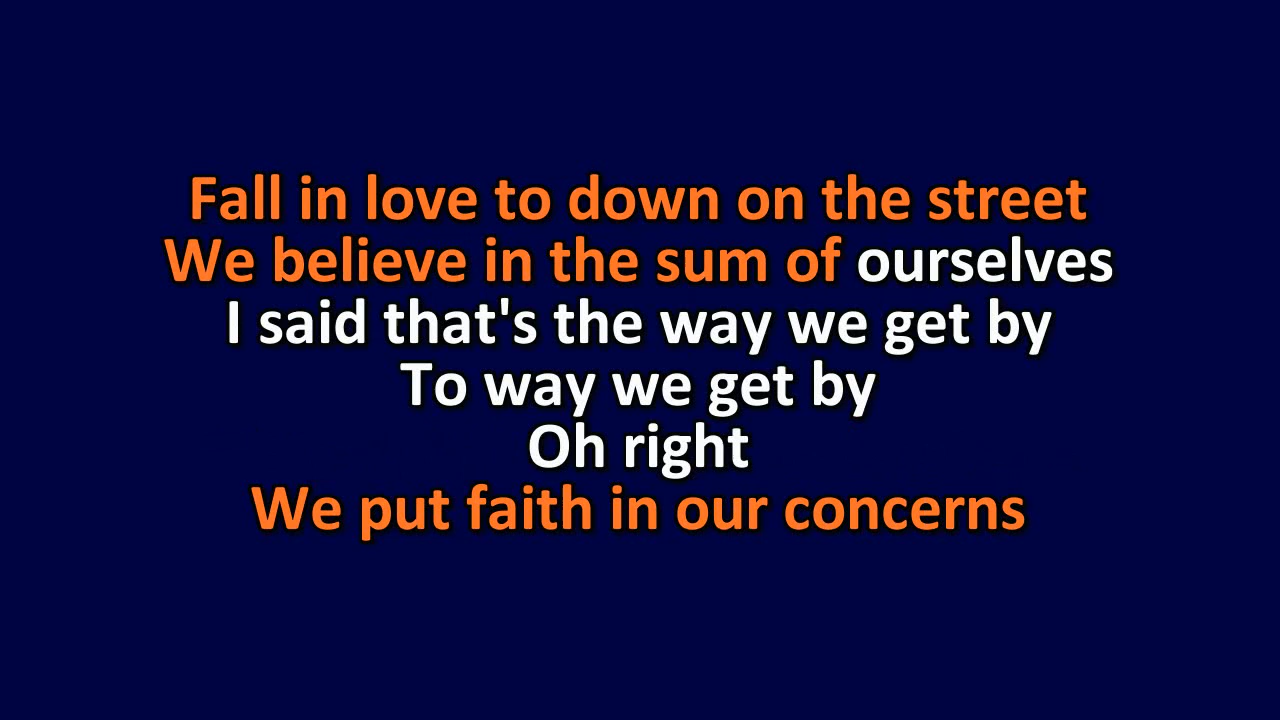 Fall in love to down on the street
We believe in the sum of ourselves
I said that's the way we get by
To way we get by
Oh right
We put faith in our concerns